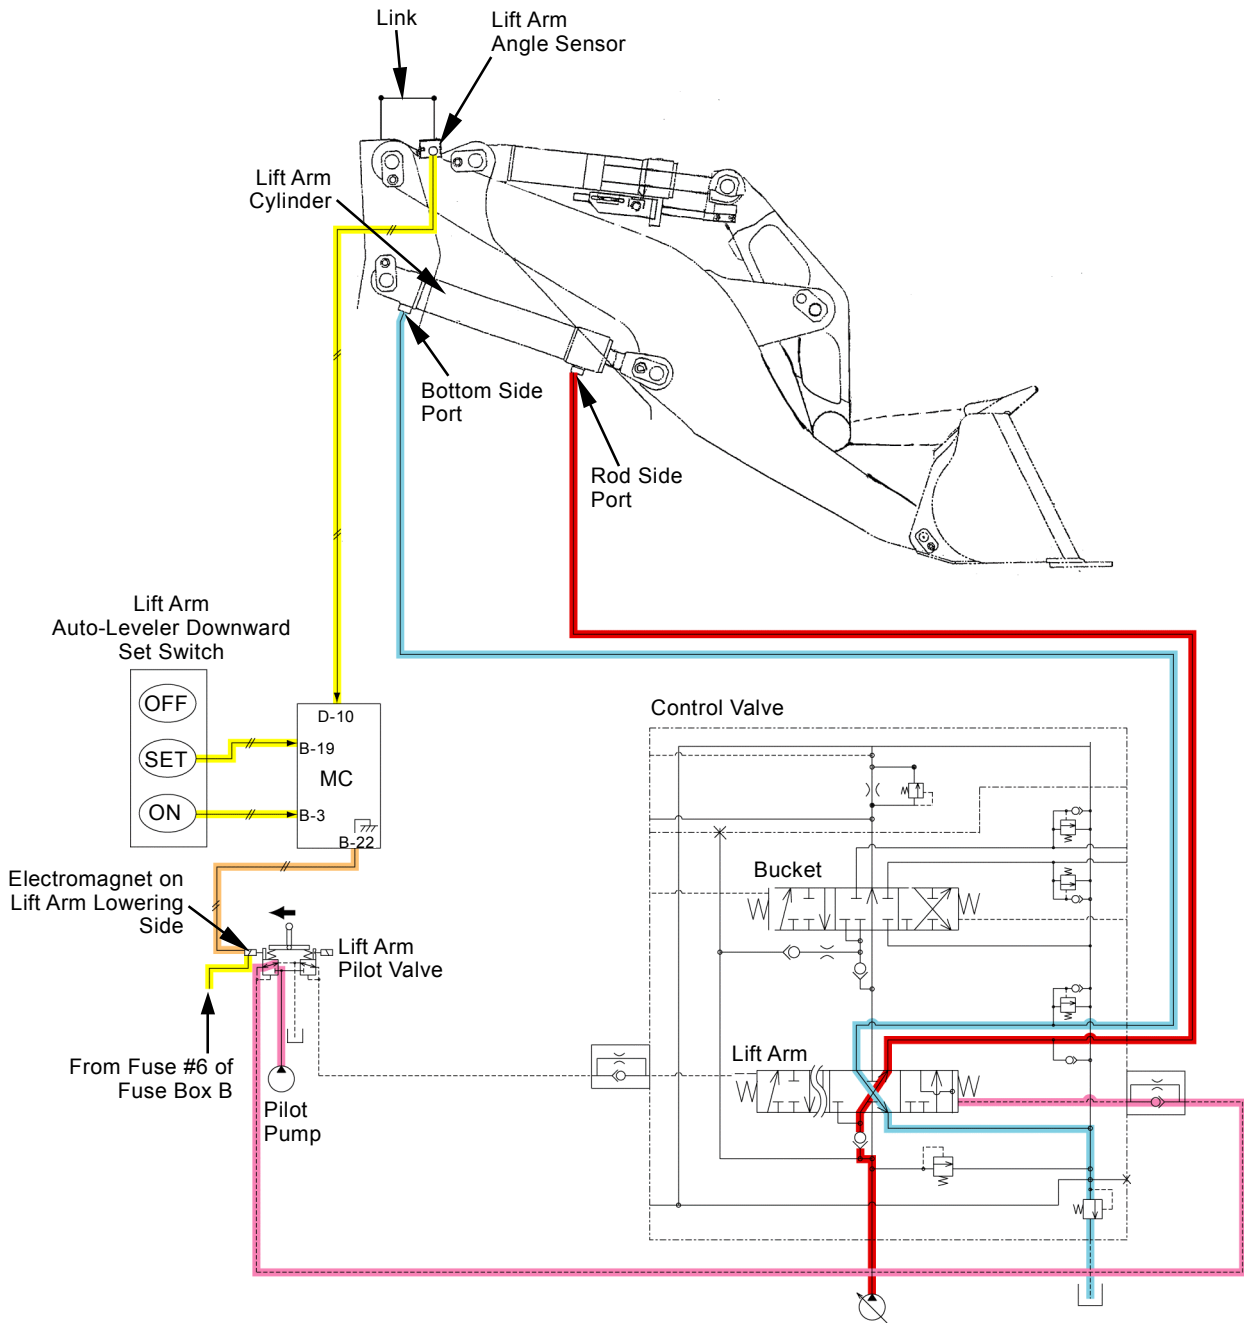 Link
Lift Arm
Angle Sensor
Lift Arm
Cylinder
Bottom Side
Port
Rod Side
Port
Lift Arm
Auto-Leveler Downward
Set Switch
OFF
SET
ON
D-10
B-19
MC
B-3
B-22
Control Valve
Bucket
Electromagnet on
Lift Arm Lowering
Side
Lift Arm
Pilot Valve
Lift Arm
From Fuse #6 of
Fuse Box B
Pilot
Pump